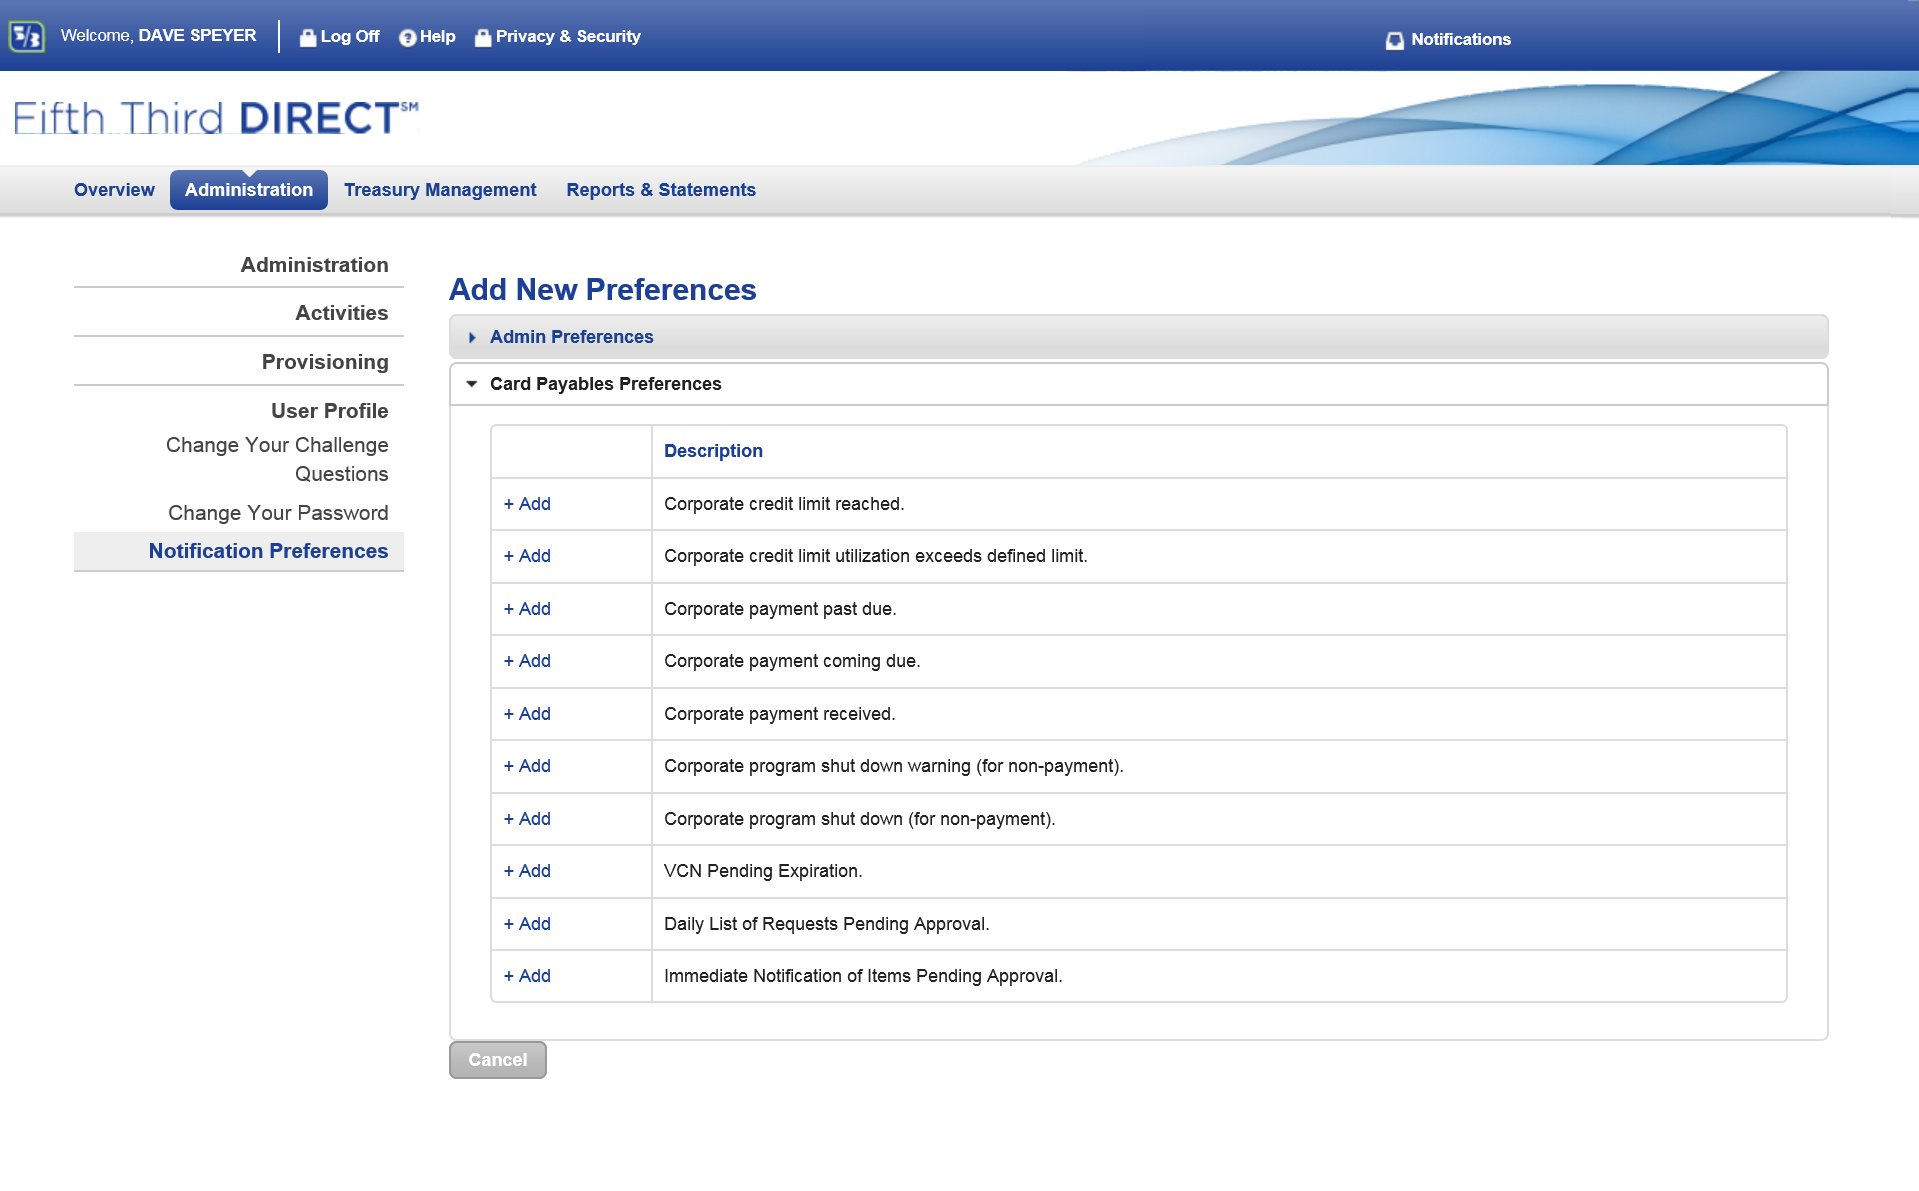 5/3 Welcome, DAVE SPEYER Log Off Help Privacy & Security Notifications
Fifth Third DIRECT℠
Overview Administration Treasury Management Reports & Statements
Administration
Activities
Provisioning
User Profile
Change Your Challenge
Questions
Change Your Password
Notification Preferences
Add New Preferences
Admin Preferences
Card Payables Preferences
Description
+ Add Corporate credit limit reached.
+ Add Corporate credit limit utilization exceeds defined limit.
+ Add Corporate payment past due.
+ Add Corporate payment coming due.
+ Add Corporate payment received.
+ Add Corporate program shut down warning (for non-payment).
+ Add Corporate program shut down (for non-payment).
+ Add VCN Pending Expiration.
+ Add Daily List of Requests Pending Approval.
+ Add Immediate Notification of Items Pending Approval.
Cancel